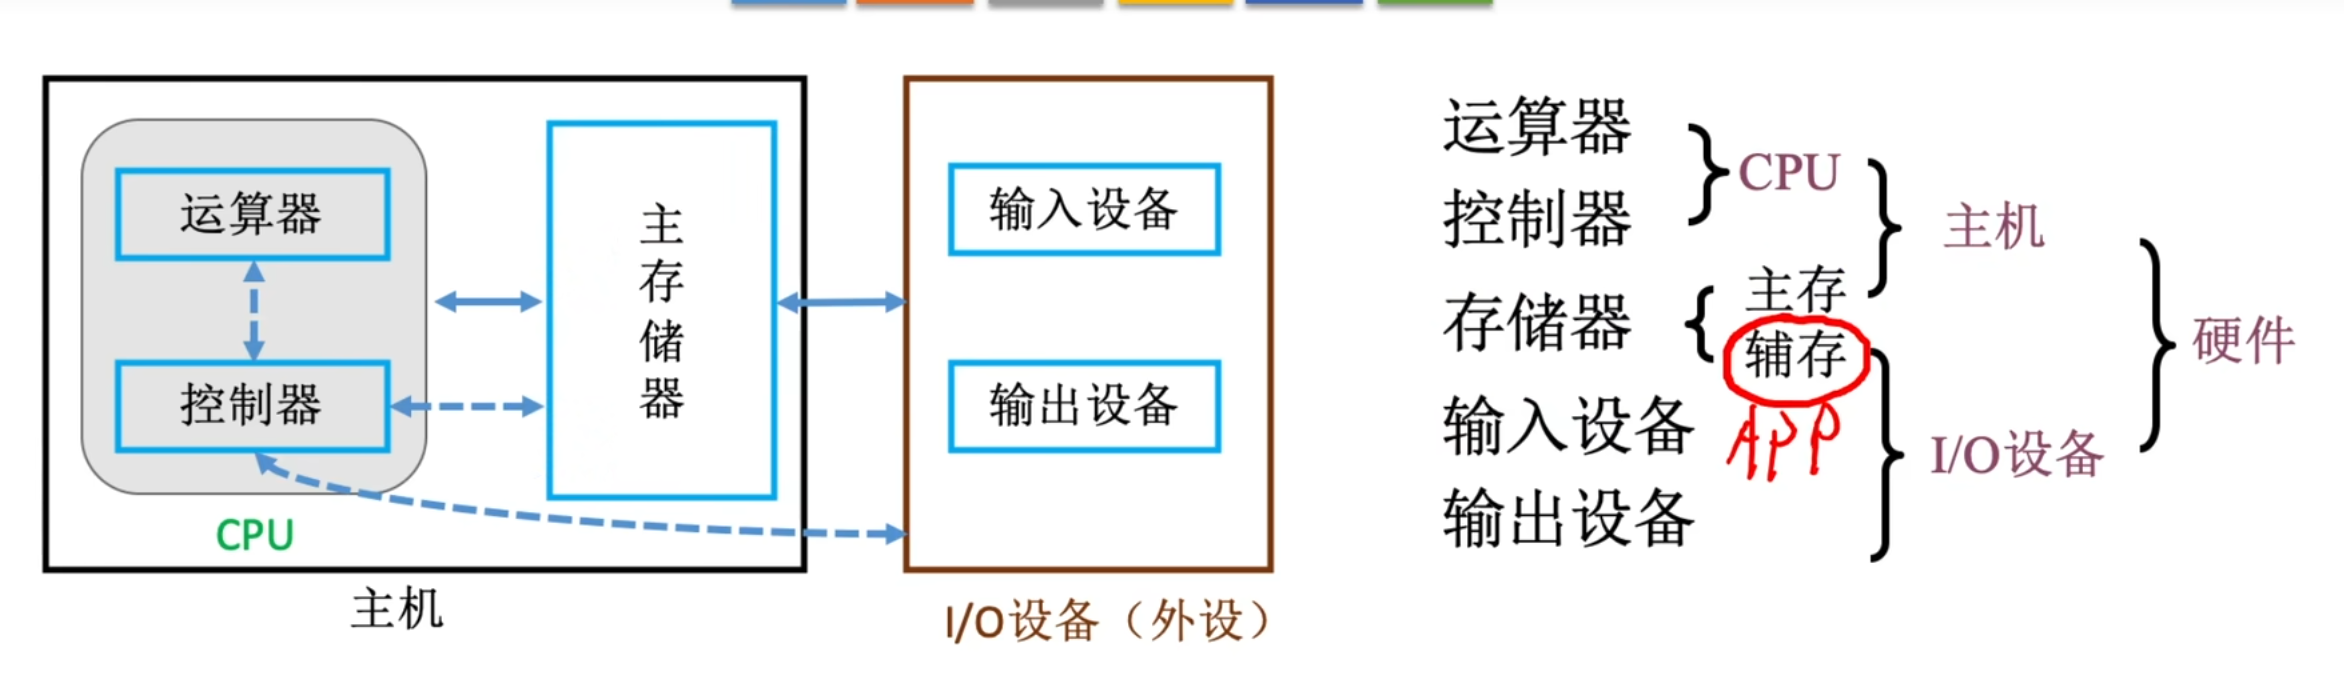 运算器
控制器
CPU
主机
主存储器
输入设备
输出设备
I/O设备（外设）
运算器
控制器
CPU
主机
存储器
主存
辅存
APP
输入设备
输出设备
I/O设备
硬件